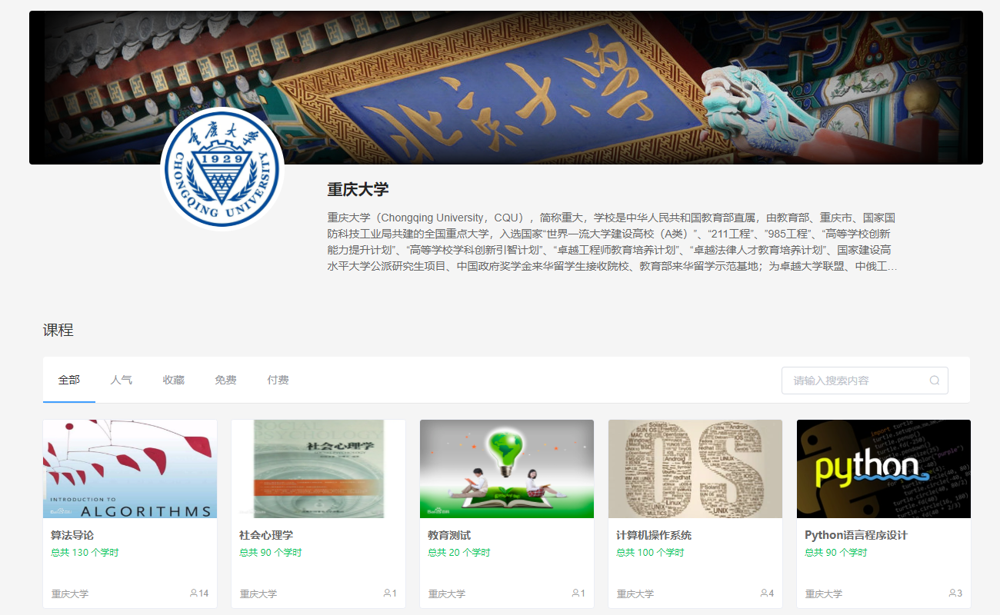 北京大学
重庆大学
1929
CHONGQING UNIVERSITY
重庆大学
重庆大学（Chongqing University，CQU），简称重大，学校是中华人民共和国教育部直属，由教育部、重庆市、国家国
防科技工业局共建的全国重点大学，入选国家“世界一流大学建设高校（A类）”、“211工程”、”985工程”、“高等学校创新
能力提升计划”、“高等学校学科创新引智计划”、“卓越工程师教育培养计划”、“卓越法律人才教育培养计划”、国家建设高
水平大学公派研究生项目、中国政府奖学金来华留学生接收院校、教育部来华留学示范基地；为卓越大学联盟、中俄工…
课程
全部 人气 收藏 免费 付费 请输入搜索内容
INTRODUCTION TO
ALGORITHMS
SOCIAL
PSYCHOLOGY
社会心理学
OS
python
算法导论 社会心理学 教育测试 计算机操作系统 Python语言程序设计
总共 130 个学时 总共 90 个学时 总共 20 个学时 总共 100 个学时 总共 90 个学时
重庆大学 14 重庆大学 1 重庆大学 1 重庆大学 4 重庆大学 3